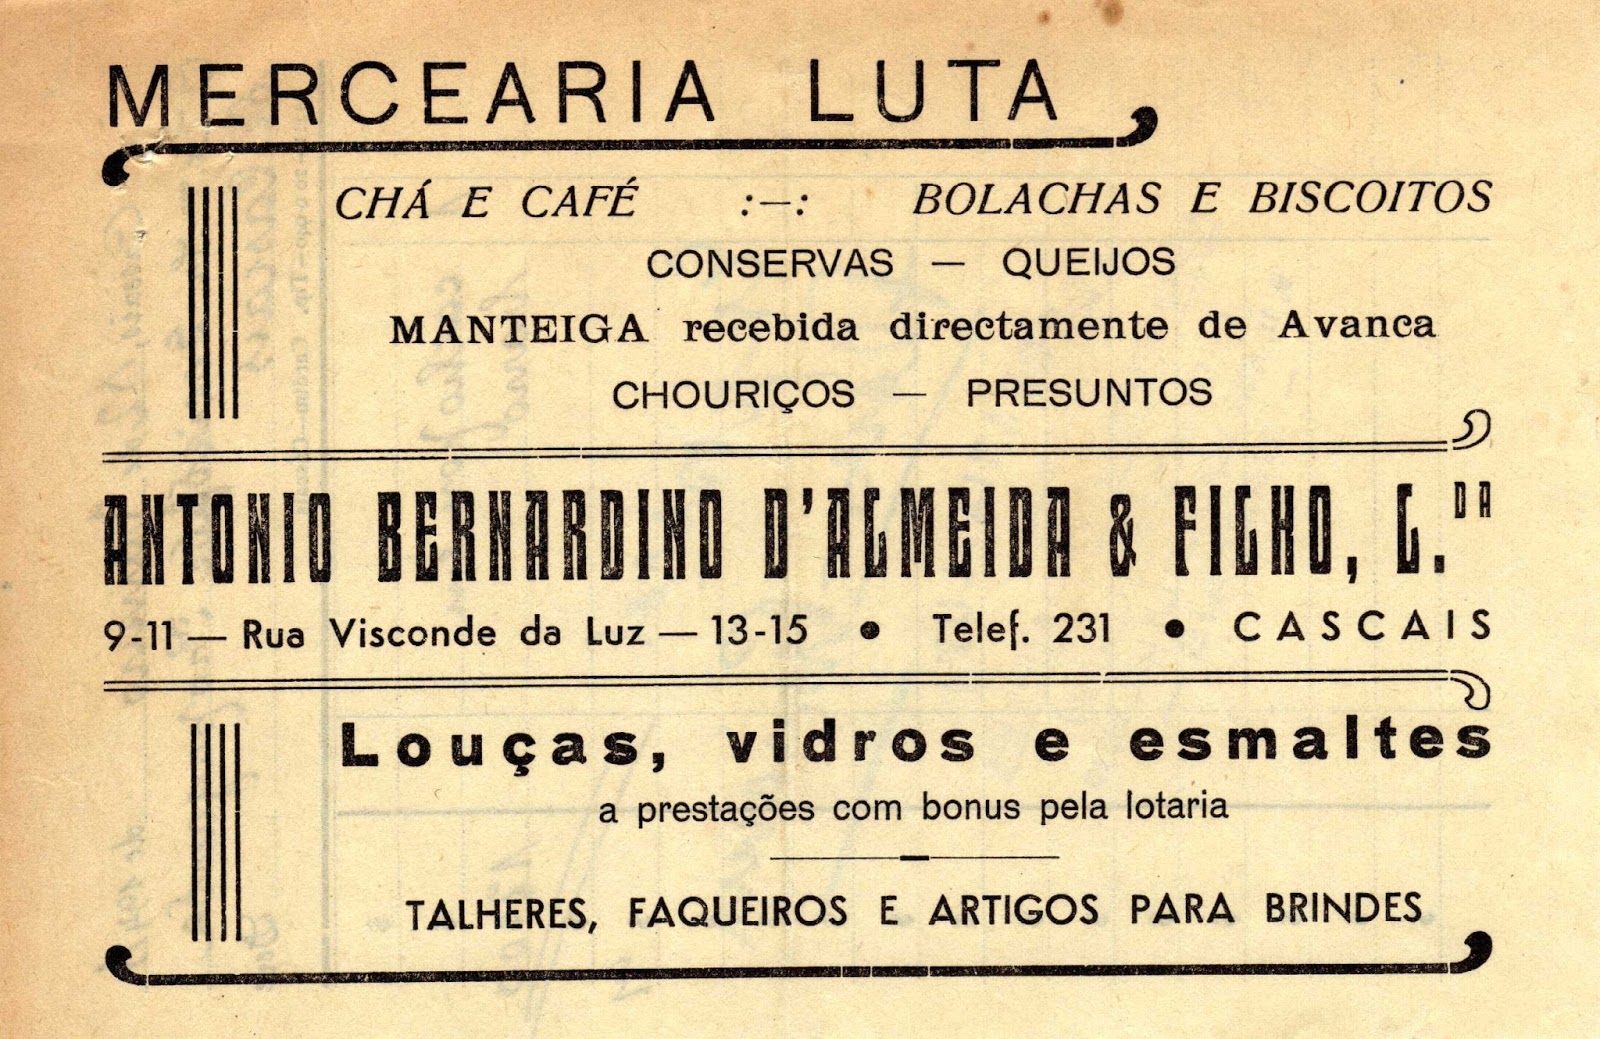 MERCEARIA LUTA
CHÁ E CAFÉ :—: BOLACHAS E BISCOITOS
CONSERVAS — QUEIJOS
MANTEIGA recebida directamente de Avanca
CHOURIÇOS — PRESUNTOS
ANTONIO BERNARDINO D'ALMEIDA & FILHO, L.DA
9-11 — Rua Visconde da Luz — 13-15 • Telef. 231 • CASCAIS
Louças, vidros e esmaltes
a prestações com bonus pela lotaria
TALHERES, FAQUEIROS E ARTIGOS PARA BRINDES